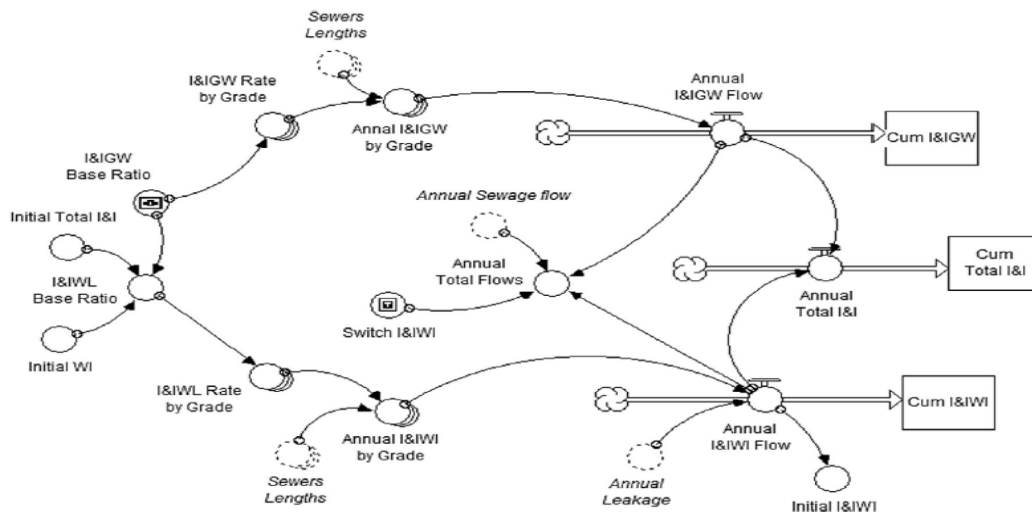 Sewers
Lengths
I&IGW Rate
by Grade
Annal I&IGW
by Grade
Annual
I&IGW Flow
Cum I&IGW
I&IGW
Base Ratio
Initial Total I&I
I&IWL
Base Ratio
Initial WI
Annual Sewage flow
Annual
Total Flows
Switch I&IWI
Cum
Total I&I
Annual
Total I&I
I&IWL Rate
by Grade
Annual I&IWI
by Grade
Sewers
Lengths
Annual
I&IWI Flow
Cum I&IWI
Annual
Leakage
Initial I&IWI